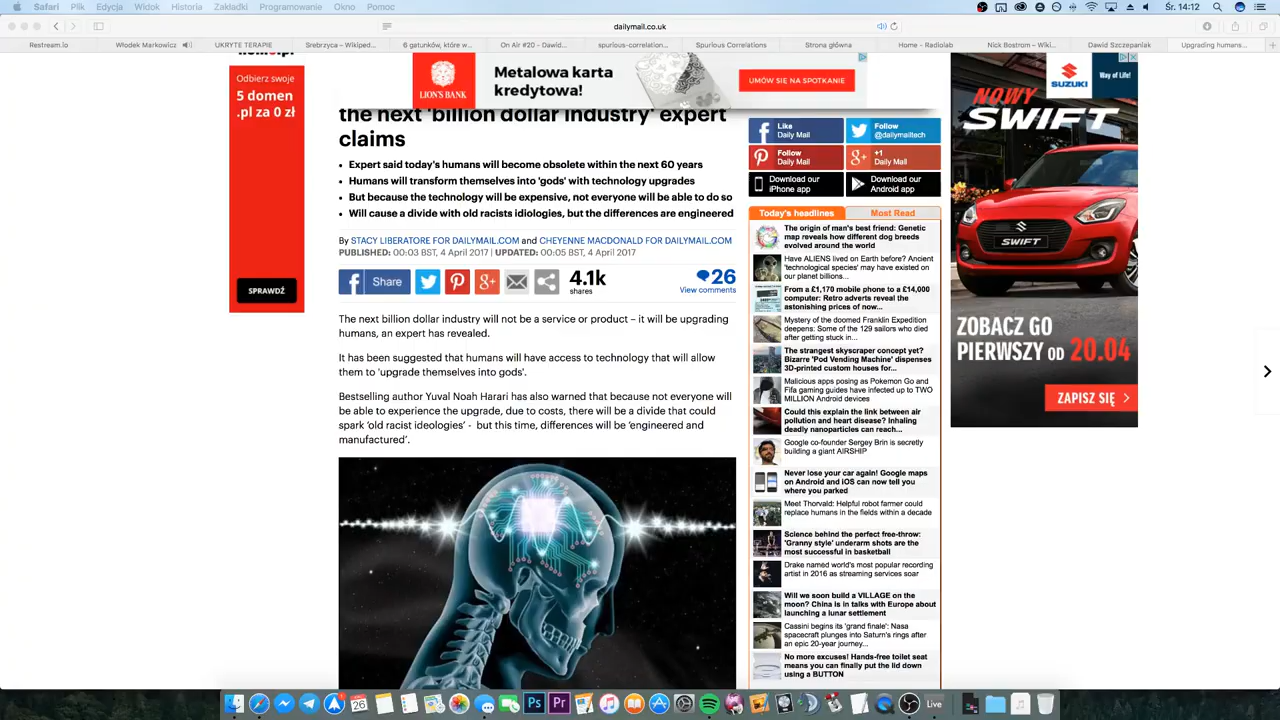 Safari Plik Edycja Widok Historia Zakładki Programowanie Okno Pomoc
Śr. 14:12
dailymail.co.uk
Restream.io
Włodek Markowicz
UKRYTE TERAPIE
Srebrzyca – Wikiped...
6 gatunków, które w...
On Air #20 - Dawid...
spurious-correlation...
Spurious Correlations
Strona główna
Home - Radiolab
Nick Bostrom – Wiki...
Dawid Szczepaniak
Upgrading humans...
Odbierz swoje
5 domen
.pl za 0 zł
SPRAWDŹ
LION'S BANK
Metalowa karta
kredytowa!
UMÓW SIĘ NA SPOTKANIE
the next 'billion dollar industry' expert
claims
• Expert said today's humans will become obsolete within the next 60 years
• Humans will transform themselves into 'gods' with technology upgrades
• But because the technology will be expensive, not everyone will be able to do so
• Will cause a divide with old racists idiologies, but the differences are engineered
By STACY LIBERATORE FOR DAILYMAIL.COM and CHEYENNE MACDONALD FOR DAILYMAIL.COM
PUBLISHED: 00:03 BST, 4 April 2017 | UPDATED: 00:05 BST, 4 April 2017
Share
4.1k
shares
26
View comments
The next billion dollar industry will not be a service or product – it will be upgrading
humans, an expert has revealed.
It has been suggested that humans will have access to technology that will allow
them to 'upgrade themselves into gods'.
Bestselling author Yuval Noah Harari has also warned that because not everyone will
be able to experience the upgrade, due to costs, there will be a divide that could
spark 'old racist ideologies' - but this time, differences will be 'engineered and
manufactured'.
Like
Daily Mail
Follow
@dailymailtech
Follow
Daily Mail
+1
Daily Mail
Download our
iPhone app
Download our
Android app
Today's headlines
Most Read
The origin of man's best friend: Genetic
map reveals how different dog breeds
evolved around the world
Have ALIENS lived on Earth before? Ancient
'technological species' may have existed on
our planet billions...
From a £1,170 mobile phone to a £14,000
computer: Retro adverts reveal the
astonishing prices of now...
Mystery of the doomed Franklin Expedition
deepens: Some of the 129 sailors who died
after getting stuck in...
The strangest skyscraper concept yet?
Bizarre 'Pod Vending Machine' dispenses
3D-printed custom houses for...
Malicious apps posing as Pokemon Go and
Fifa gaming guides have infected up to TWO
MILLION Android devices
Could this explain the link between air
pollution and heart disease? Inhaling
deadly nanoparticles can reach...
Google co-founder Sergey Brin is secretly
building a giant AIRSHIP
Never lose your car again! Google maps
on Android and iOS can now tell you
where you parked
Meet Thorvald: Helpful robot farmer could
replace humans in the fields within a decade
Science behind the perfect free-throw:
'Granny style' underarm shots are the
most successful in basketball
Drake named world's most popular recording
artist in 2016 as streaming services soar
Will we soon build a VILLAGE on the
moon? China is in talks with Europe about
launching a lunar settlement
Cassini begins its 'grand finale': Nasa
spacecraft plunges into Saturn's rings after
an epic 20-year journey...
No more excuses! Hands-free toilet seat
means you can finally put the lid down
using a BUTTON
SUZUKI
Way of Life!
NOWY
SWIFT
SWIFT
ZOBACZ GO
PIERWSZY OD 20.04
ZAPISZ SIĘ
26
Ps
Pr
Live